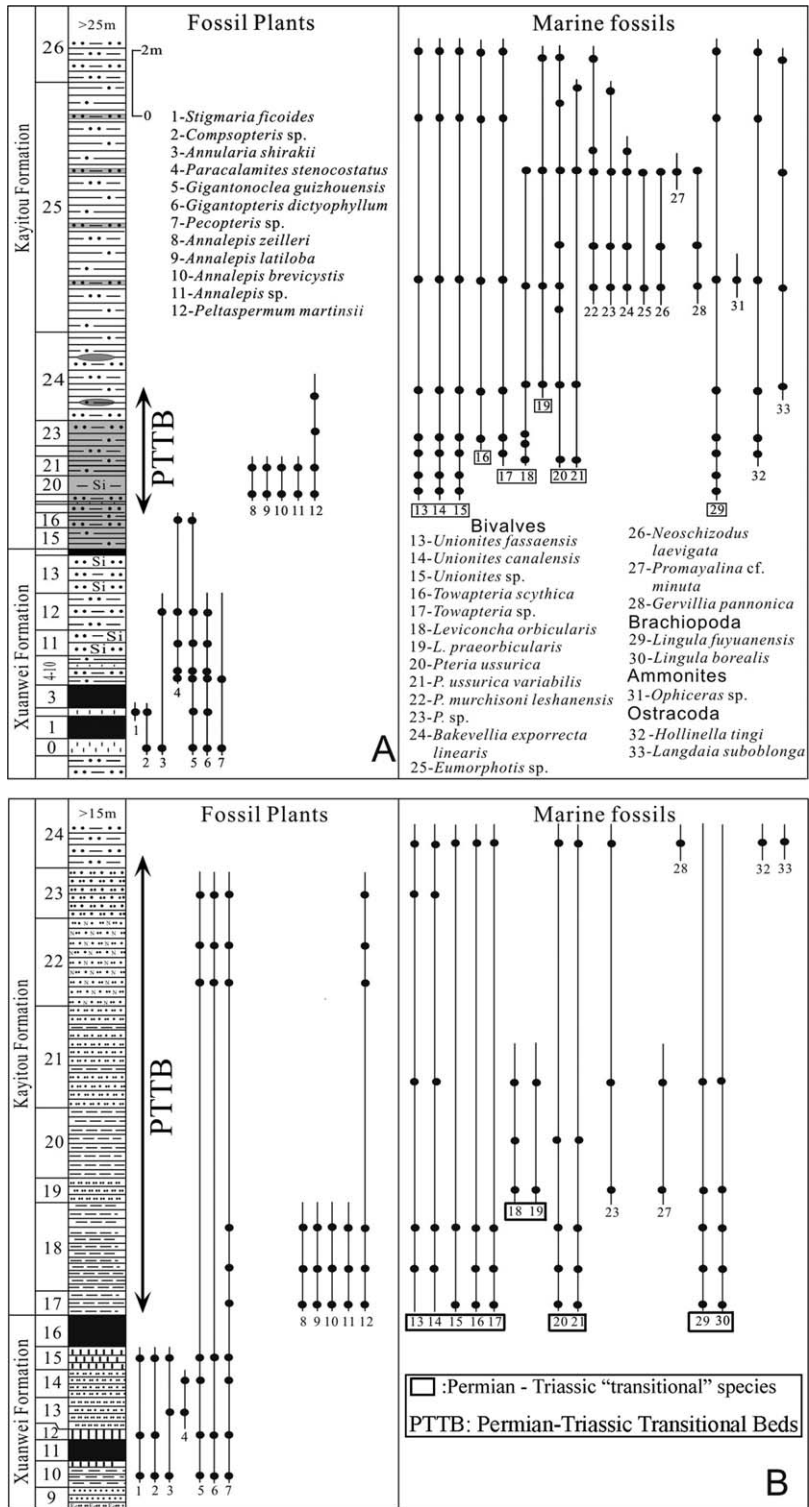 Fossil Plants
Marine fossils
>25m
2m
0
Kayitou Formation
Xuanwei Formation
26
25
24
23
21
20
16
15
13
12
11
4-10
3
1
0
Si
Si
Si
Si
Si
PTTB
1-Stigmaria ficoides
2-Compsopteris sp.
3-Annularia shirakii
4-Paracalamites stenocostatus
5-Gigantonoclea guizhouensis
6-Gigantopteris dictyophyllum
7-Pecopteris sp.
8-Annalepis zeilleri
9-Annalepis latiloba
10-Annalepis brevicystis
11-Annalepis sp.
12-Peltaspermum martinsii
8 9 10 11 12
4
1
2 3 5 6 7
A
27
22 23 24 25 26
28
31
19
33
16
17 18 20 21
32
13 14 15
29
Bivalves
13-Unionites fassaensis
14-Unionites canalensis
15-Unionites sp.
16-Towapteria scythica
17-Towapteria sp.
18-Leviconcha orbicularis
19-L. praeorbicularis
20-Pteria ussurica
21-P. ussurica variabilis
22-P. murchisoni leshanensis
23-P. sp.
24-Bakevellia exporrecta
linearis
25-Eumorphotis sp.
26-Neoschizodus
laevigata
27-Promayalina cf.
minuta
28-Gervillia pannonica
Brachiopoda
29-Lingula fuyuanensis
30-Lingula borealis
Ammonites
31-Ophiceras sp.
Ostracoda
32-Hollinella tingi
33-Langdaia suboblonga
Fossil Plants
Marine fossils
>15m
Kayitou Formation
Xuanwei Formation
24
23
22
21
20
19
18
17
16
15
14
13
12
11
10
9
PTTB
8 9 10 11 12
4
1 2 3 5 6 7
28 32 33
18 19 23 27
13 14 15 16 17 20 21 29 30
:Permian - Triassic “transitional” species
PTTB: Permian-Triassic Transitional Beds
B